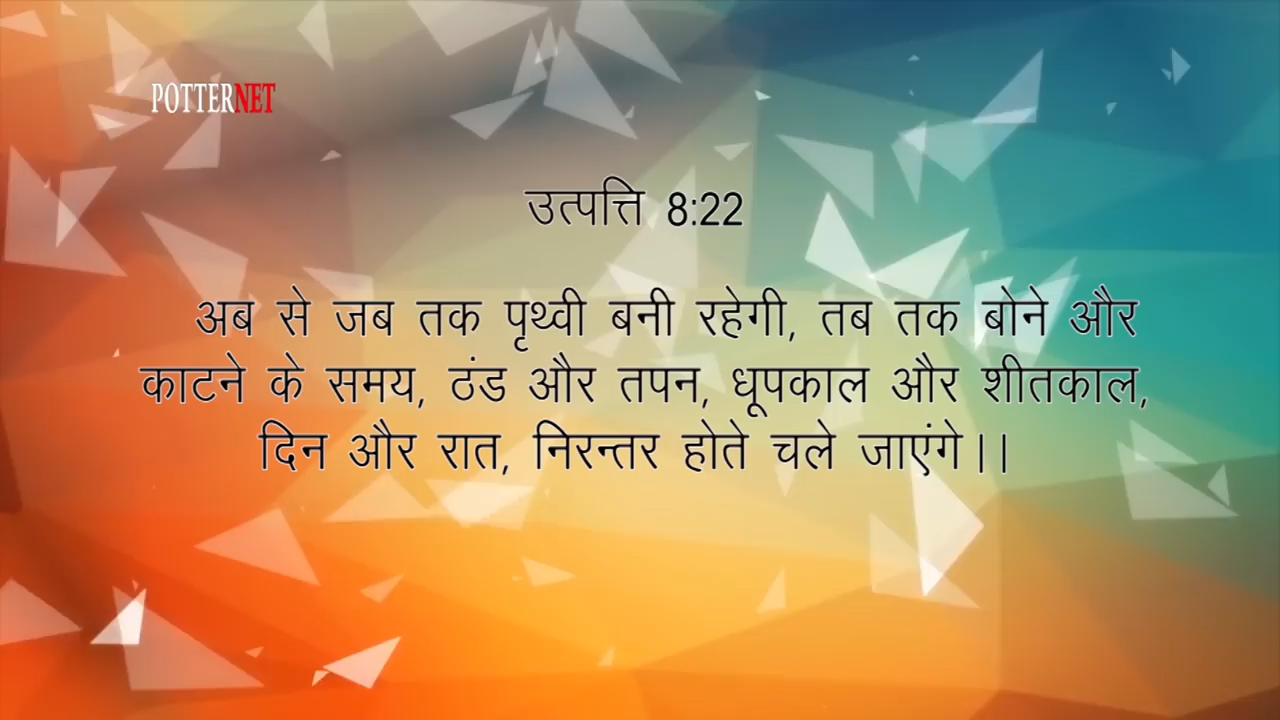 POTTERNET
उत्पत्ति 8:22
अब से जब तक पृथ्वी बनी रहेगी, तब तक बोने और
काटने के समय, ठंड और तपन, धूपकाल और शीतकाल,
दिन और रात, निरन्तर होते चले जाएंगे।।